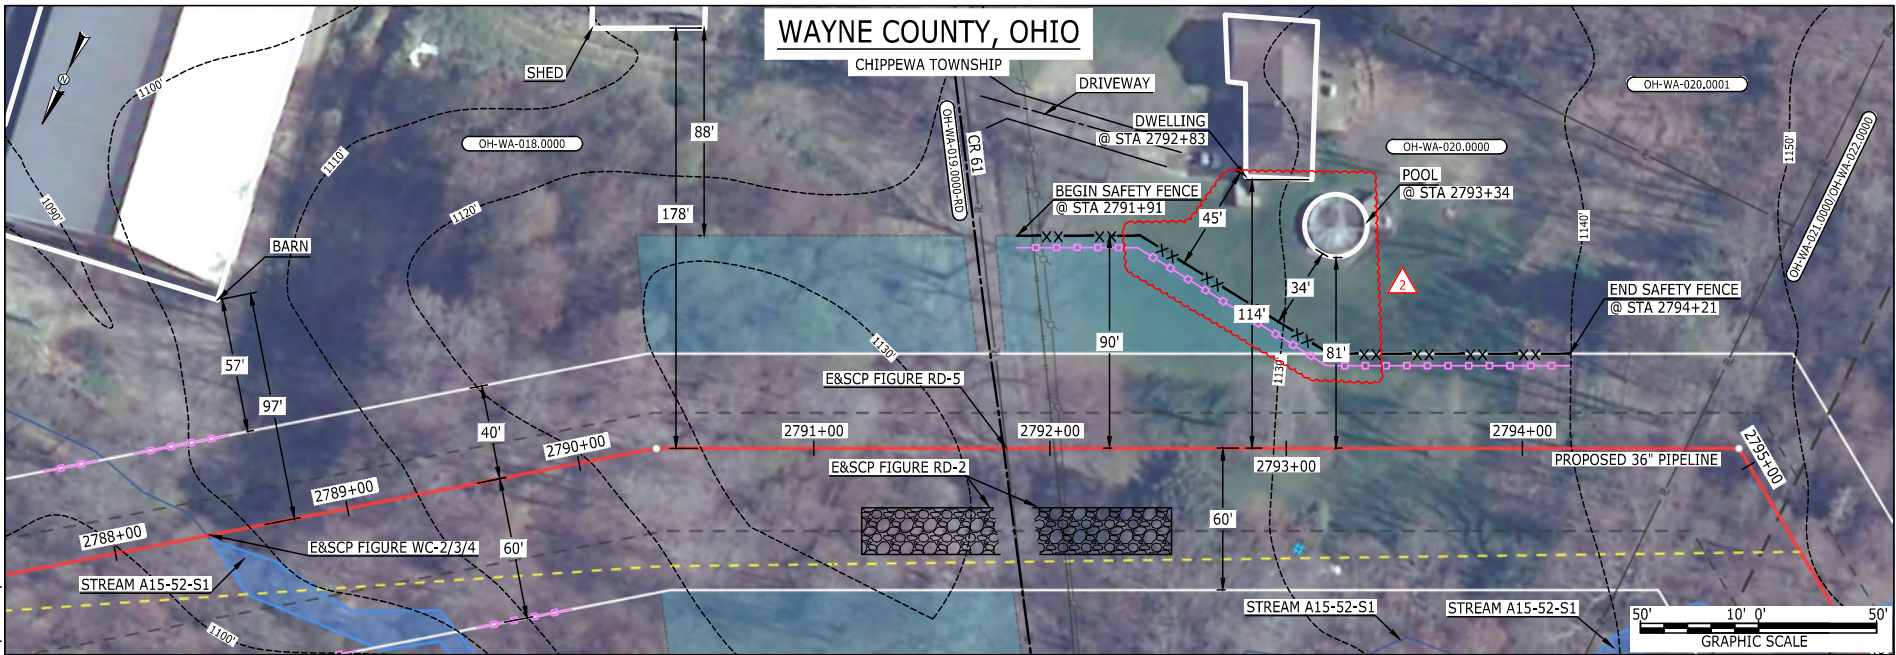 WAYNE COUNTY, OHIO
CHIPPEWA TOWNSHIP
1110'
1100'
SHED
DRIVEWAY
OH-WA-020.0001
88'
DWELLING
@ STA 2792+83
OH-WA-018.0000
OH-WA-019.0000-RD
CR 61
OH-WA-020.0000
1150'
1110'
POOL
@ STA 2793+34
OH-WA-021.0000/OH-WA-022.0000
BEGIN SAFETY FENCE
@ STA 2791+91
1090'
1120'
178'
45'
1140'
BARN
2
34'
END SAFETY FENCE
@ STA 2794+21
114'
57'
1130'
90'
81'
1130'
E&SCP FIGURE RD-5
97'
40'
2790+00
2791+00
2792+00
2793+00
2794+00
2795+00
PROPOSED 36" PIPELINE
E&SCP FIGURE RD-2
2789+00
2788+00
60'
60'
E&SCP FIGURE WC-2/3/4
STREAM A15-52-S1
STREAM A15-52-S1
STREAM A15-52-S1
1100'
50' 10' 0' 50'
GRAPHIC SCALE